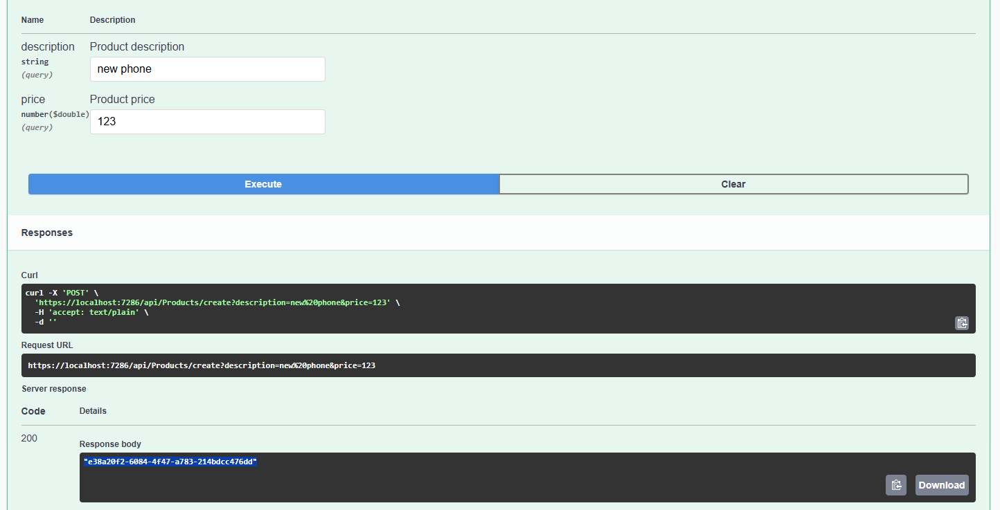 Name Description
description Product description
string
(query)
new phone
price Product price
number($double)
(query)
123
Execute Clear
Responses
Curl
curl -X 'POST' \
'https://localhost:7286/api/Products/create?description=new%20phone&price=123' \
-H 'accept: text/plain' \
-d ''
Request URL
https://localhost:7286/api/Products/create?description=new%20phone&price=123
Server response
Code Details
200
Response body
"e38a20f2-6084-4f47-a783-214bdcc476dd"
Download